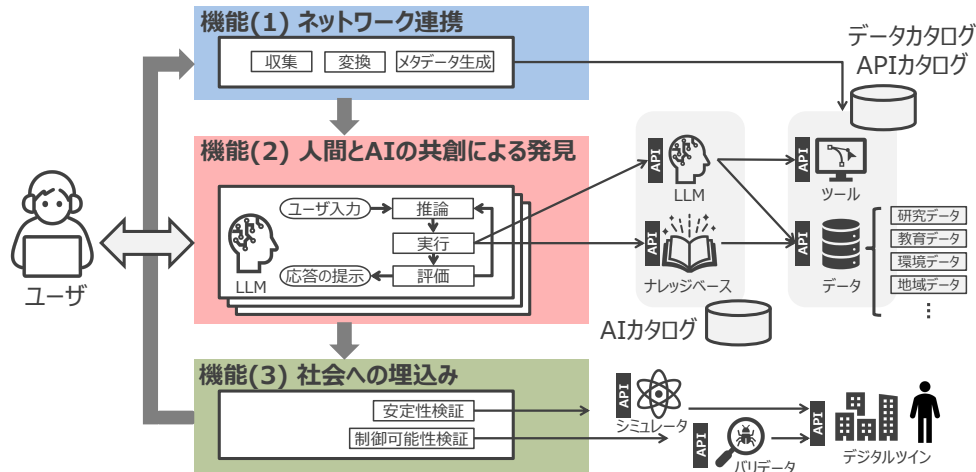 機能(1) ネットワーク連携
収集
変換
メタデータ生成
データカタログ
APIカタログ
機能(2) 人間とAIの共創による発見
ユーザ入力
推論
実行
応答の提示
評価
LLM
ユーザ
API
LLM
API
ツール
API
ナレッジベース
API
データ
研究データ
教育データ
環境データ
地域データ
⋮
AIカタログ
機能(3) 社会への埋込み
安定性検証
制御可能性検証
API
シミュレータ
API
バリデータ
API
デジタルツイン